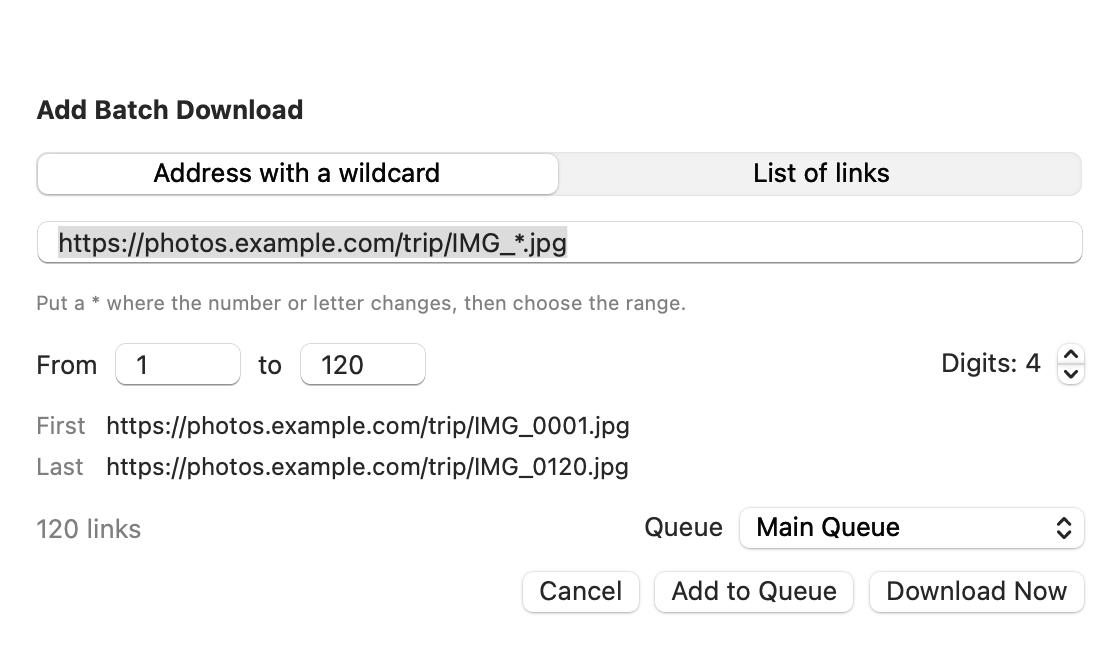 Add Batch Download
Address with a wildcard
List of links
https://photos.example.com/trip/IMG_*.jpg
Put a * where the number or letter changes, then choose the range.
From 1 to 120 Digits: 4
First https://photos.example.com/trip/IMG_0001.jpg
Last https://photos.example.com/trip/IMG_0120.jpg
120 links Queue Main Queue
Cancel Add to Queue Download Now